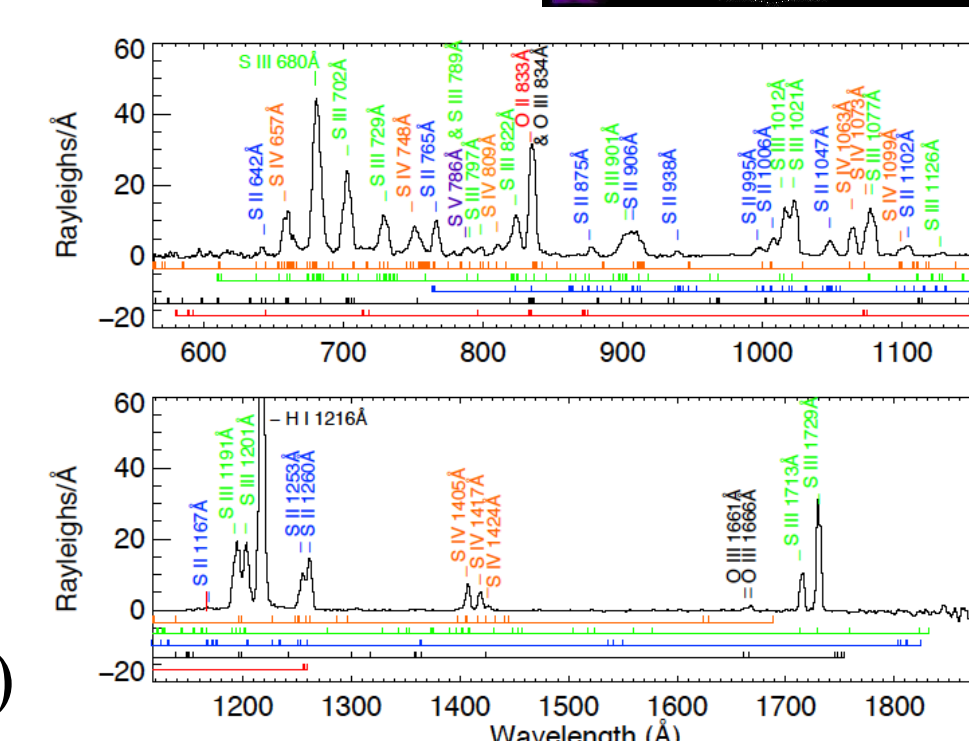 60
40
20
0
−20
Rayleighs/Å
S II 642Å
S IV 657Å
S III 680Å
S III 702Å
S III 729Å
S IV 748Å
S II 765Å
S V 786Å & S III 789Å
S III 797Å
S IV 809Å
S III 822Å
O II 833Å
& O III 834Å
S II 875Å
S III 901Å
S II 906Å
S II 938Å
S II 995Å
S II 1006Å
S III 1012Å
S III 1021Å
S II 1047Å
S IV 1063Å
S IV 1073Å
S III 1077Å
S IV 1099Å
S II 1102Å
S III 1126Å
600 700 800 900 1000 1100
60
40
20
0
−20
Rayleighs/Å
S II 1167Å
S III 1191Å
S III 1201Å
– H I 1216Å
S II 1253Å
S II 1260Å
S IV 1405Å
S IV 1417Å
S IV 1424Å
O III 1661Å
O III 1666Å
S III 1713Å
S III 1729Å
1200 1300 1400 1500 1600 1700 1800
Wavelength (Å)
)